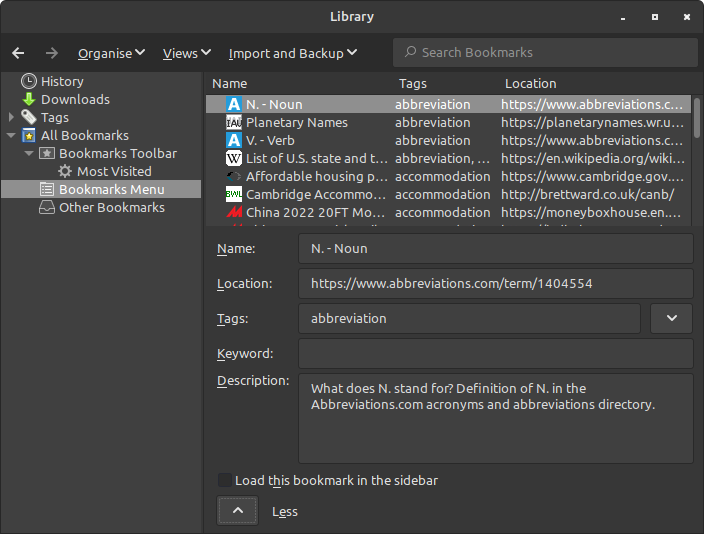 Library
Organise Views Import and Backup Search Bookmarks
History
Downloads
Tags
All Bookmarks
Bookmarks Toolbar
Most Visited
Bookmarks Menu
Other Bookmarks
Name Tags Location
N. - Noun abbreviation https://www.abbreviations.c...
IAU Planetary Names abbreviation https://planetarynames.wr.u...
V. - Verb abbreviation https://www.abbreviations.c...
W List of U.S. state and t... abbreviation, ... https://en.wikipedia.org/wiki...
Affordable housing p... accommodation https://www.cambridge.gov....
BWL Cambridge Accommo... accommodation http://brettward.co.uk/canb/
China 2022 20FT Mo... accommodation https://moneyboxhouse.en....
Name: N. - Noun
Location: https://www.abbreviations.com/term/1404554
Tags: abbreviation
Keyword:
Description: What does N. stand for? Definition of N. in the
Abbreviations.com acronyms and abbreviations directory.
Load this bookmark in the sidebar
Less